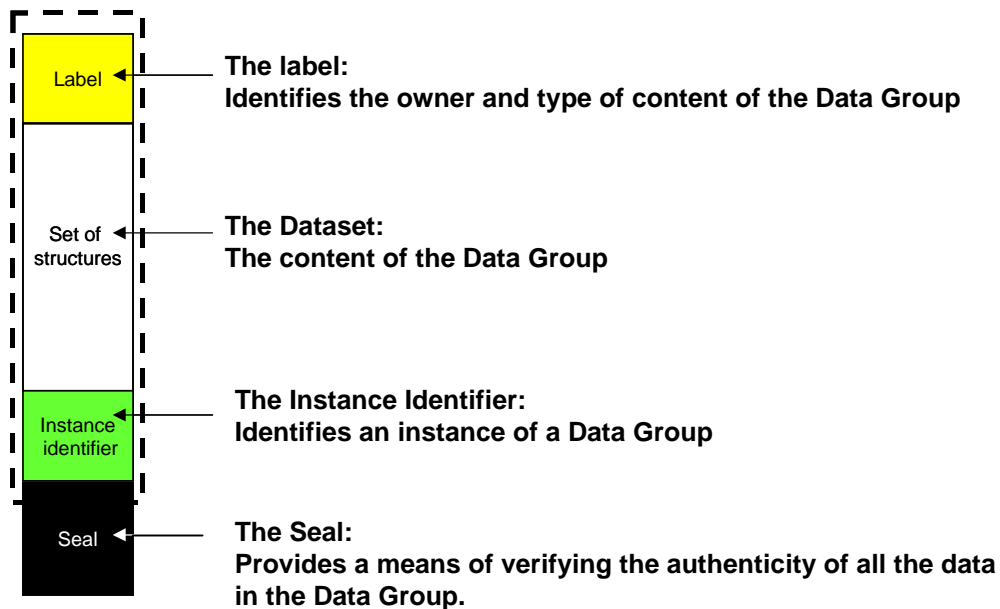 Label
The label:
Identifies the owner and type of content of the Data Group
Set of
structures
The Dataset:
The content of the Data Group
Instance
identifier
The Instance Identifier:
Identifies an instance of a Data Group
Seal
The Seal:
Provides a means of verifying the authenticity of all the data
in the Data Group.